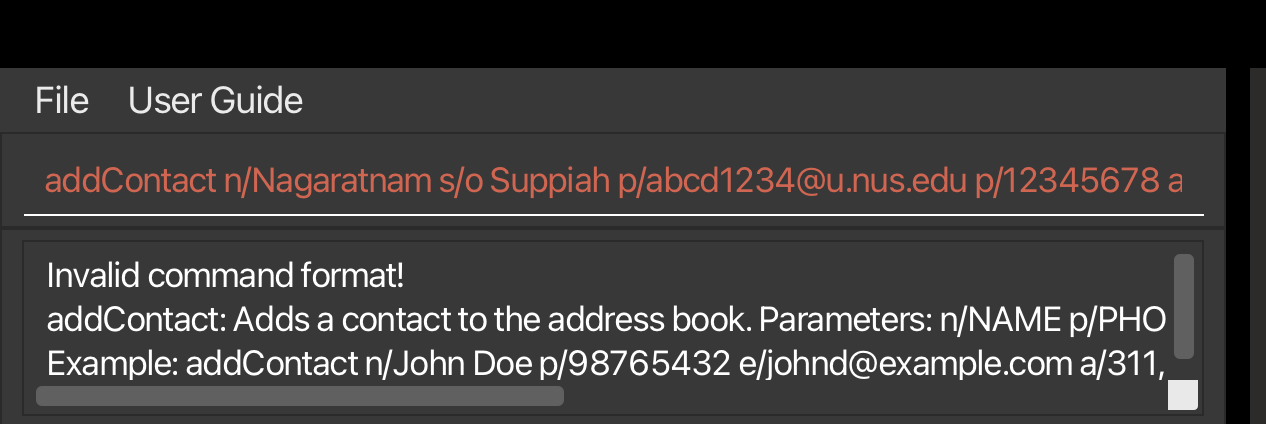 File User Guide
addContact n/Nagaratnam s/o Suppiah p/abcd1234@u.nus.edu p/12345678 a
Invalid command format!
addContact: Adds a contact to the address book. Parameters: n/NAME p/PHO
Example: addContact n/John Doe p/98765432 e/johnd@example.com a/311,